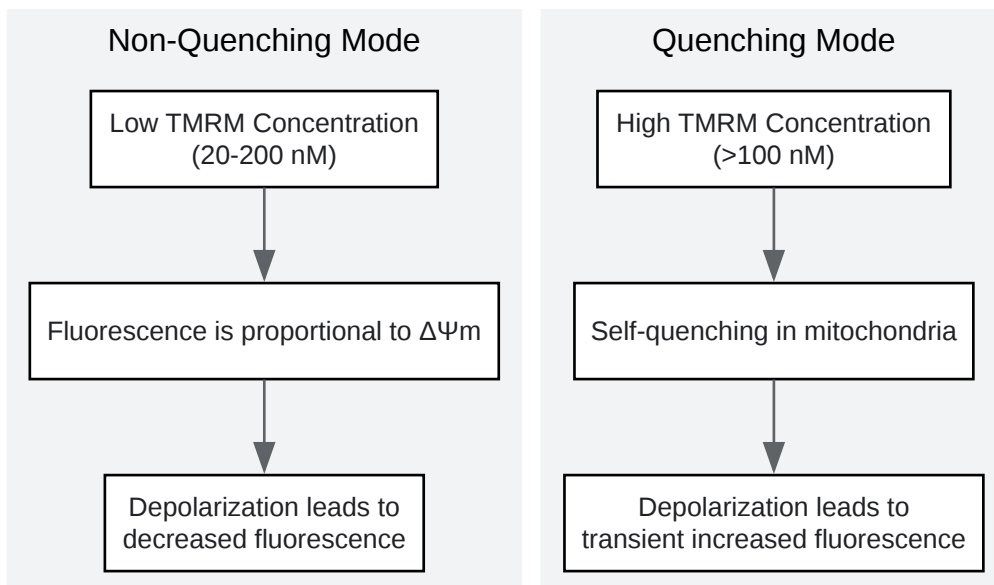 Non-Quenching Mode
Low TMRM Concentration
(20-200 nM)
Fluorescence is proportional to ΔΨm
Depolarization leads to
decreased fluorescence
Quenching Mode
High TMRM Concentration
(>100 nM)
Self-quenching in mitochondria
Depolarization leads to
transient increased fluorescence